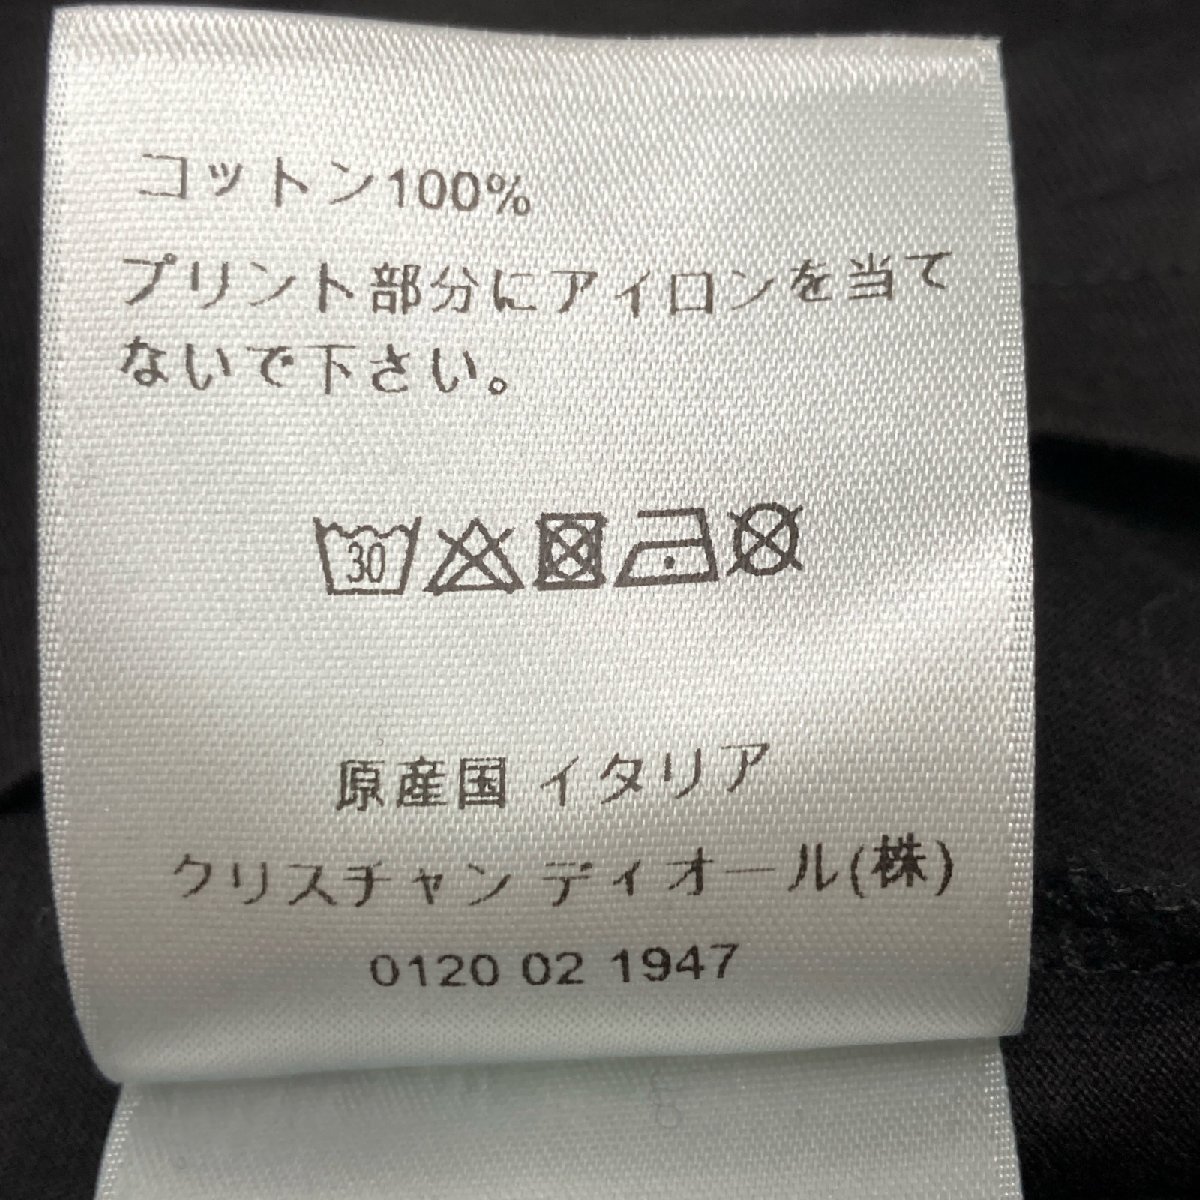 コットン100%
プリント部分にアイロンを当て
ないで下さい。
30
原産国 イタリア
クリスチャン ディオール(株)
0120 02 1947